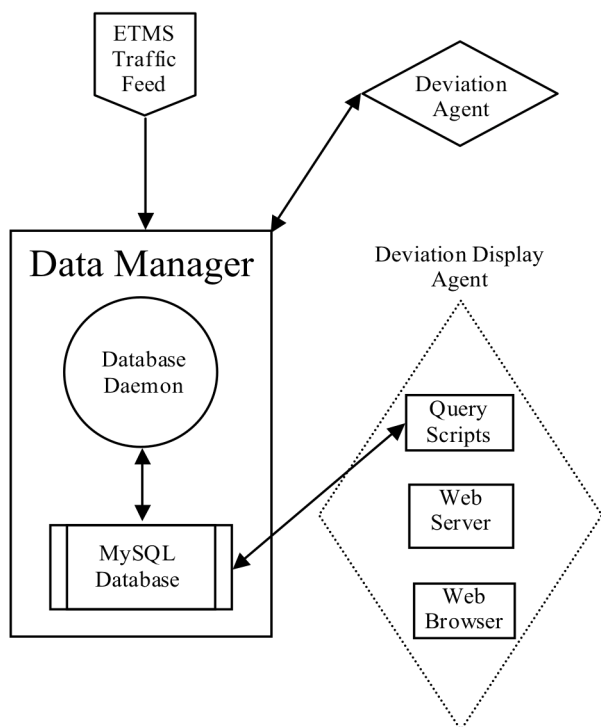 ETMS
Traffic
Feed
Deviation
Agent
Data Manager
Database
Daemon
MySQL
Database
Deviation Display
Agent
Query
Scripts
Web
Server
Web
Browser